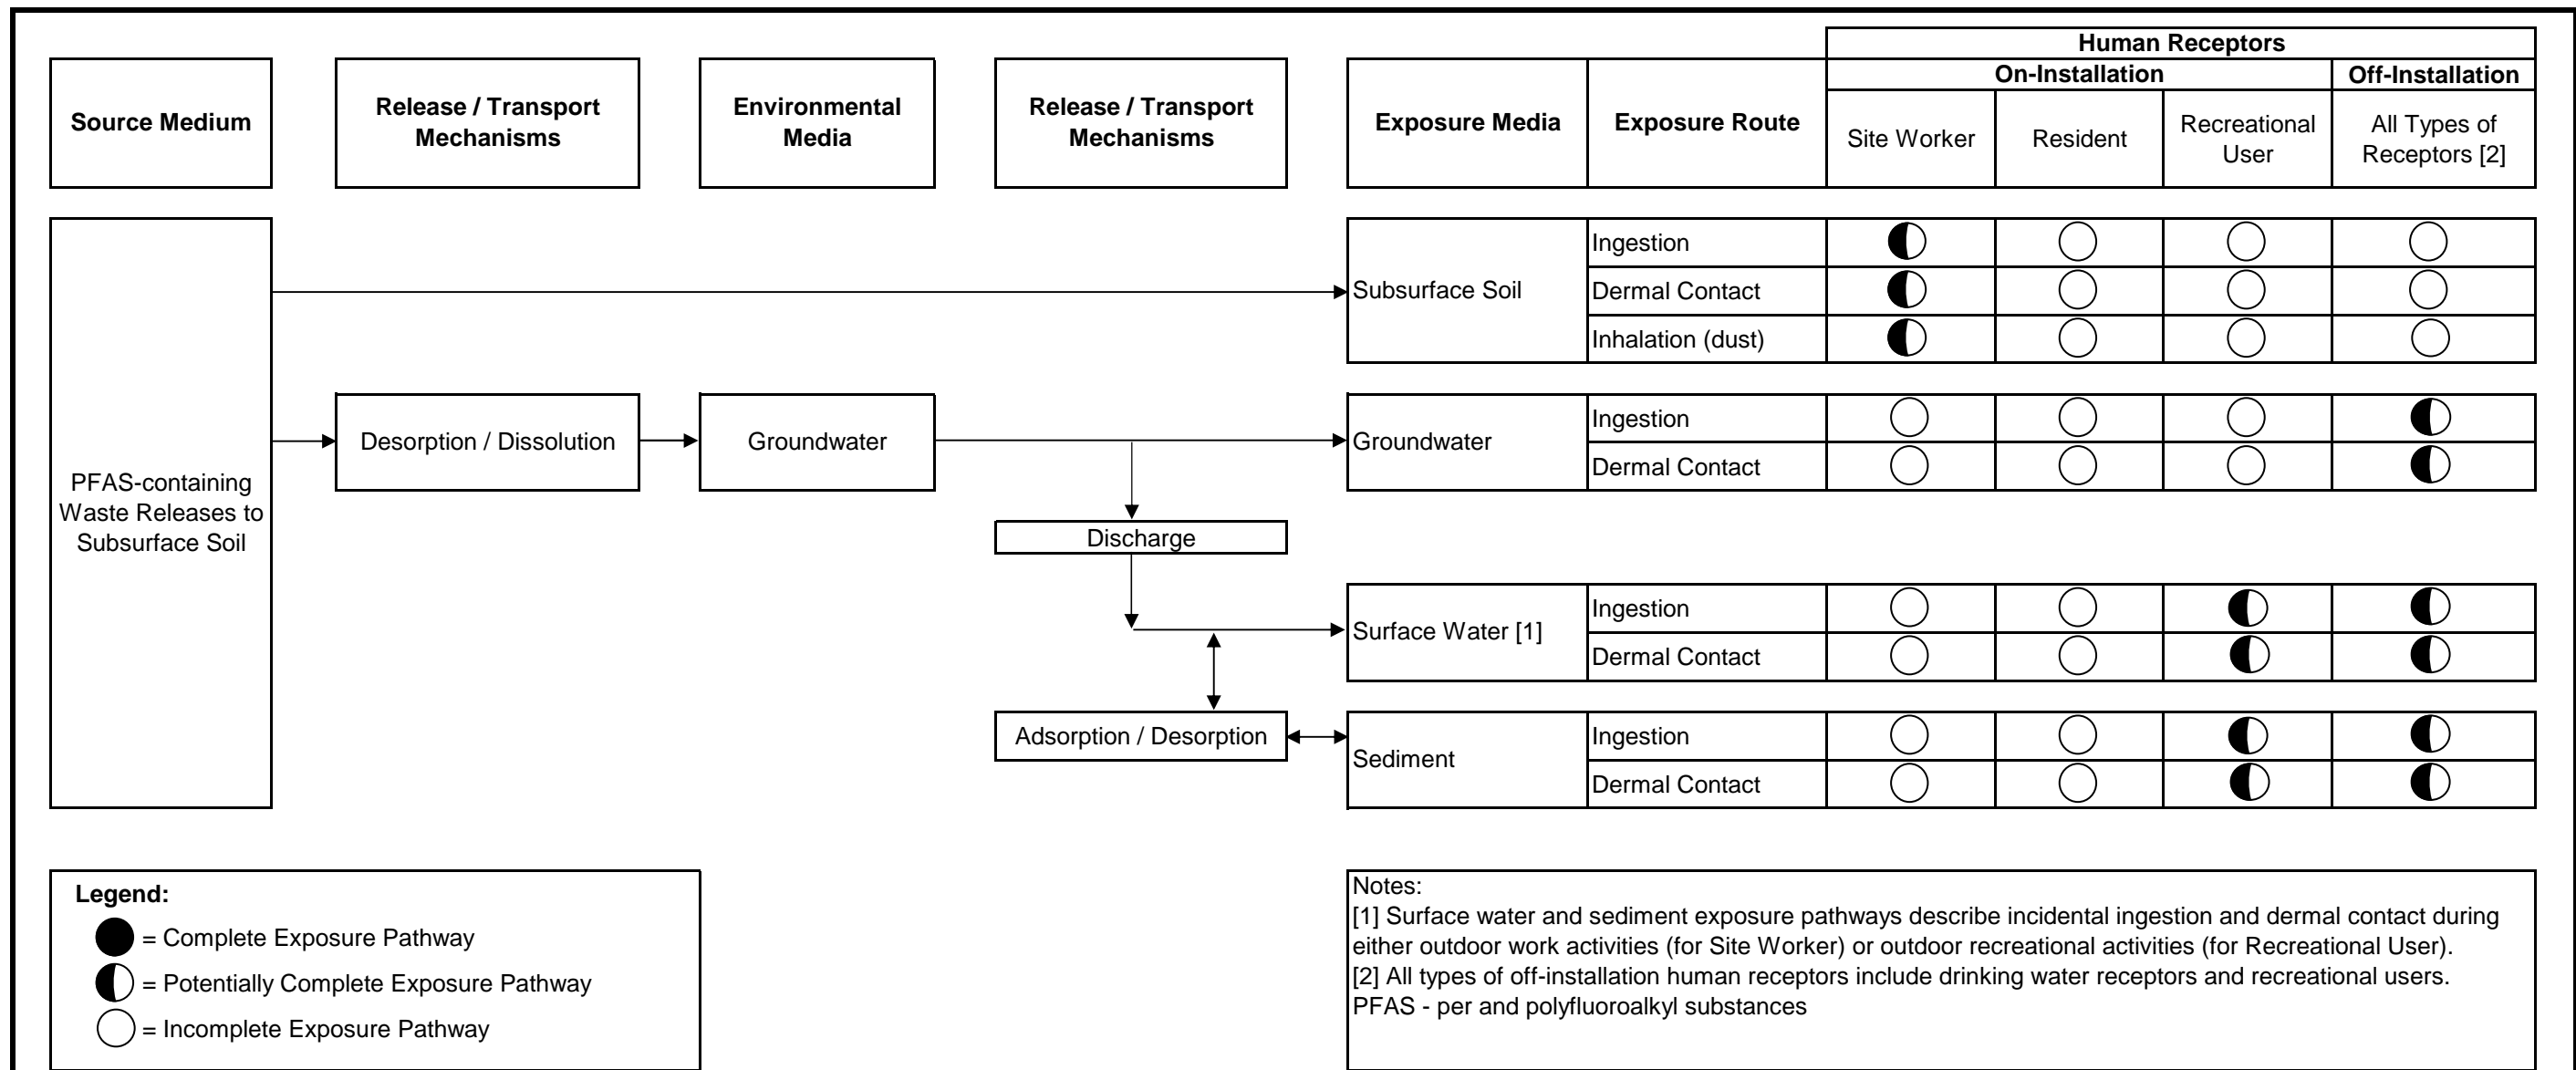 Human Receptors
On-Installation
Off-Installation
Source Medium
Release / Transport
Mechanisms
Environmental
Media
Release / Transport
Mechanisms
Exposure Media
Exposure Route
Site Worker
Resident
Recreational
User
All Types of
Receptors [2]
PFAS-containing
Waste Releases to
Subsurface Soil
Subsurface Soil
Ingestion
Dermal Contact
Inhalation (dust)
Desorption / Dissolution
Groundwater
Groundwater
Ingestion
Dermal Contact
Discharge
Surface Water [1]
Ingestion
Dermal Contact
Adsorption / Desorption
Sediment
Ingestion
Dermal Contact
Legend:
= Complete Exposure Pathway
= Potentially Complete Exposure Pathway
= Incomplete Exposure Pathway
Notes:
[1] Surface water and sediment exposure pathways describe incidental ingestion and dermal contact during
either outdoor work activities (for Site Worker) or outdoor recreational activities (for Recreational User).
[2] All types of off-installation human receptors include drinking water receptors and recreational users.
PFAS - per and polyfluoroalkyl substances